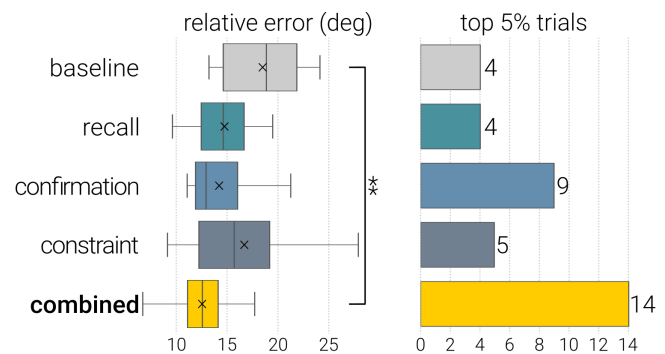 relative error (deg)
top 5% trials
baseline
4
recall
4
confirmation
**
9
constraint
5
combined
14
10 15 20 25
0 2 4 6 8 10 12 14